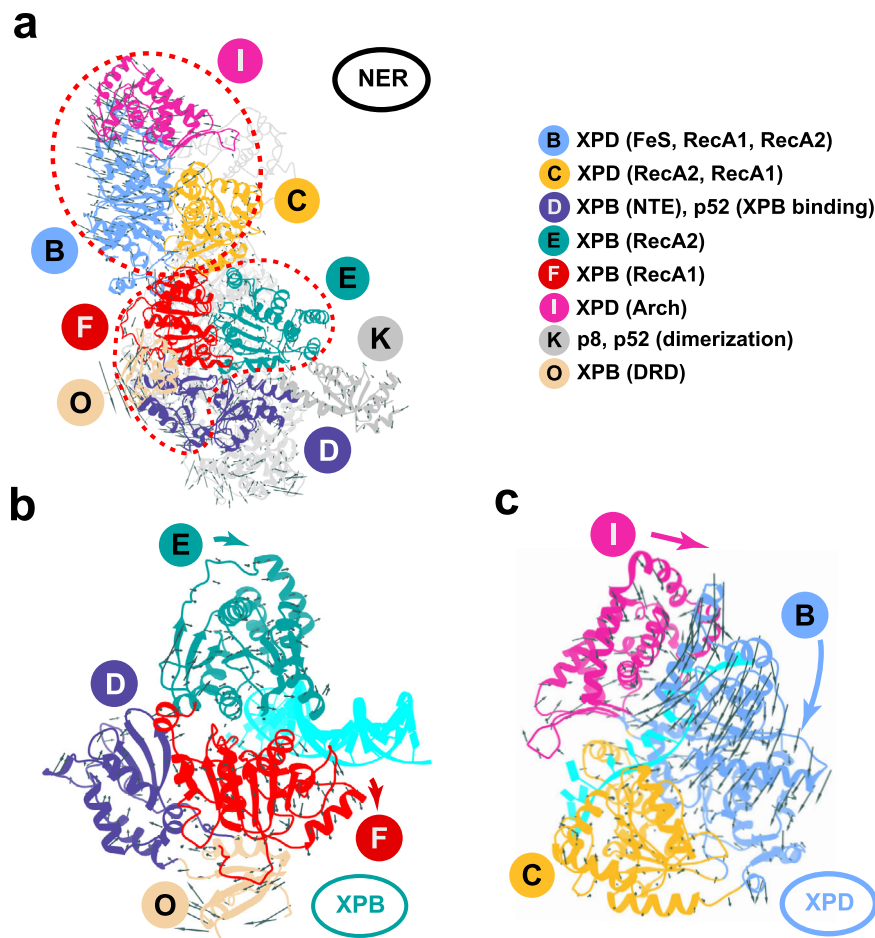 a
I
NER
B
C
E
F
K
O
D
B XPD (FeS, RecA1, RecA2)
C XPD (RecA2, RecA1)
D XPB (NTE), p52 (XPB binding)
E XPB (RecA2)
F XPB (RecA1)
I XPD (Arch)
K p8, p52 (dimerization)
O XPB (DRD)
b
E
D
F
O
XPB
c
I
B
C
XPD